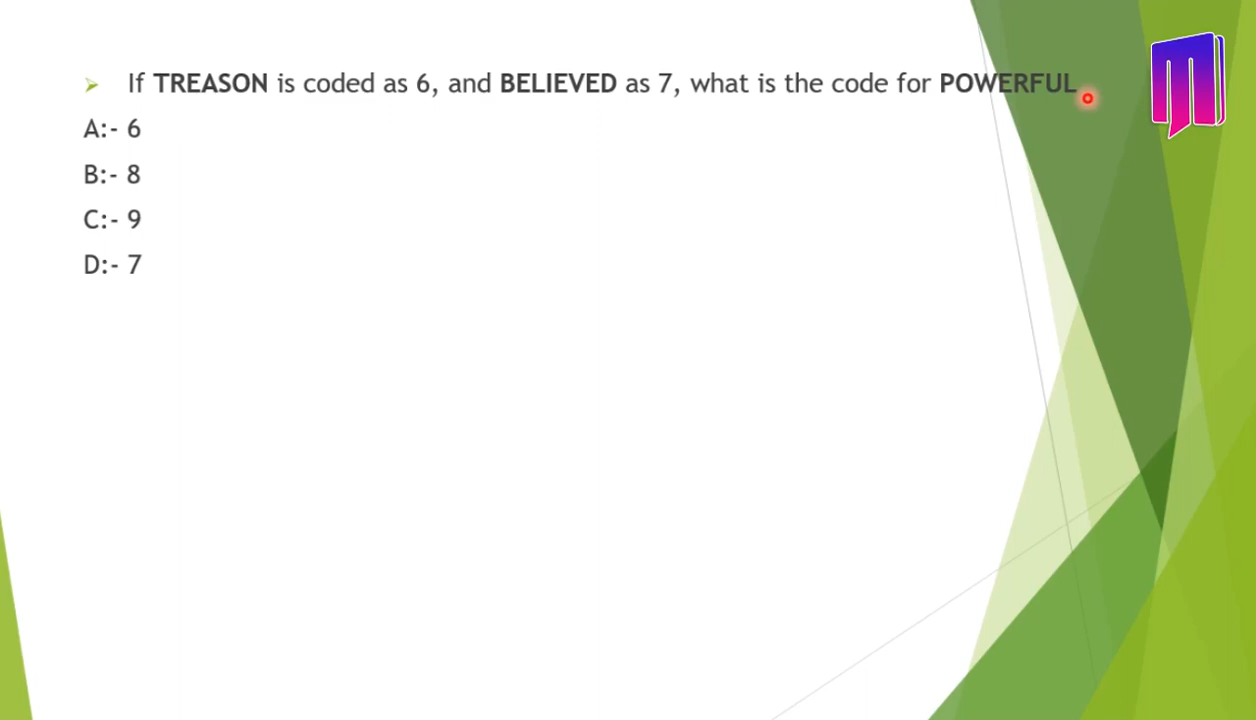 ➢ If TREASON is coded as 6, and BELIEVED as 7, what is the code for POWERFUL
A:- 6
B:- 8
C:- 9
D:- 7